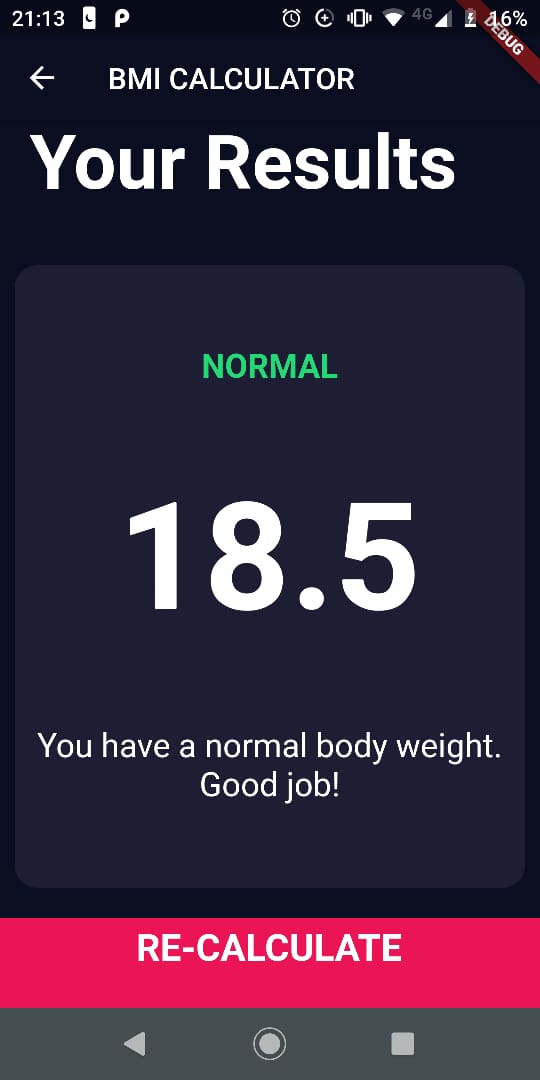 21:13
4G
16%
DEBUG
BMI CALCULATOR
Your Results
NORMAL
18.5
You have a normal body weight.
Good job!
RE-CALCULATE